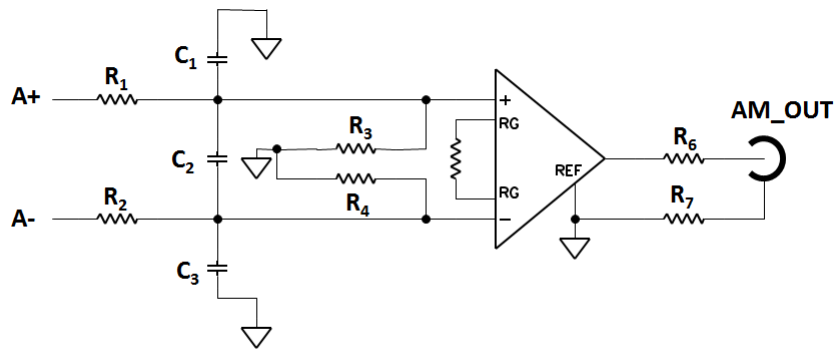 C1
R1
A+
AM_OUT
+
RG
R3
R6
C2
REF
RG
R4
R7
R2
A-
−
C3